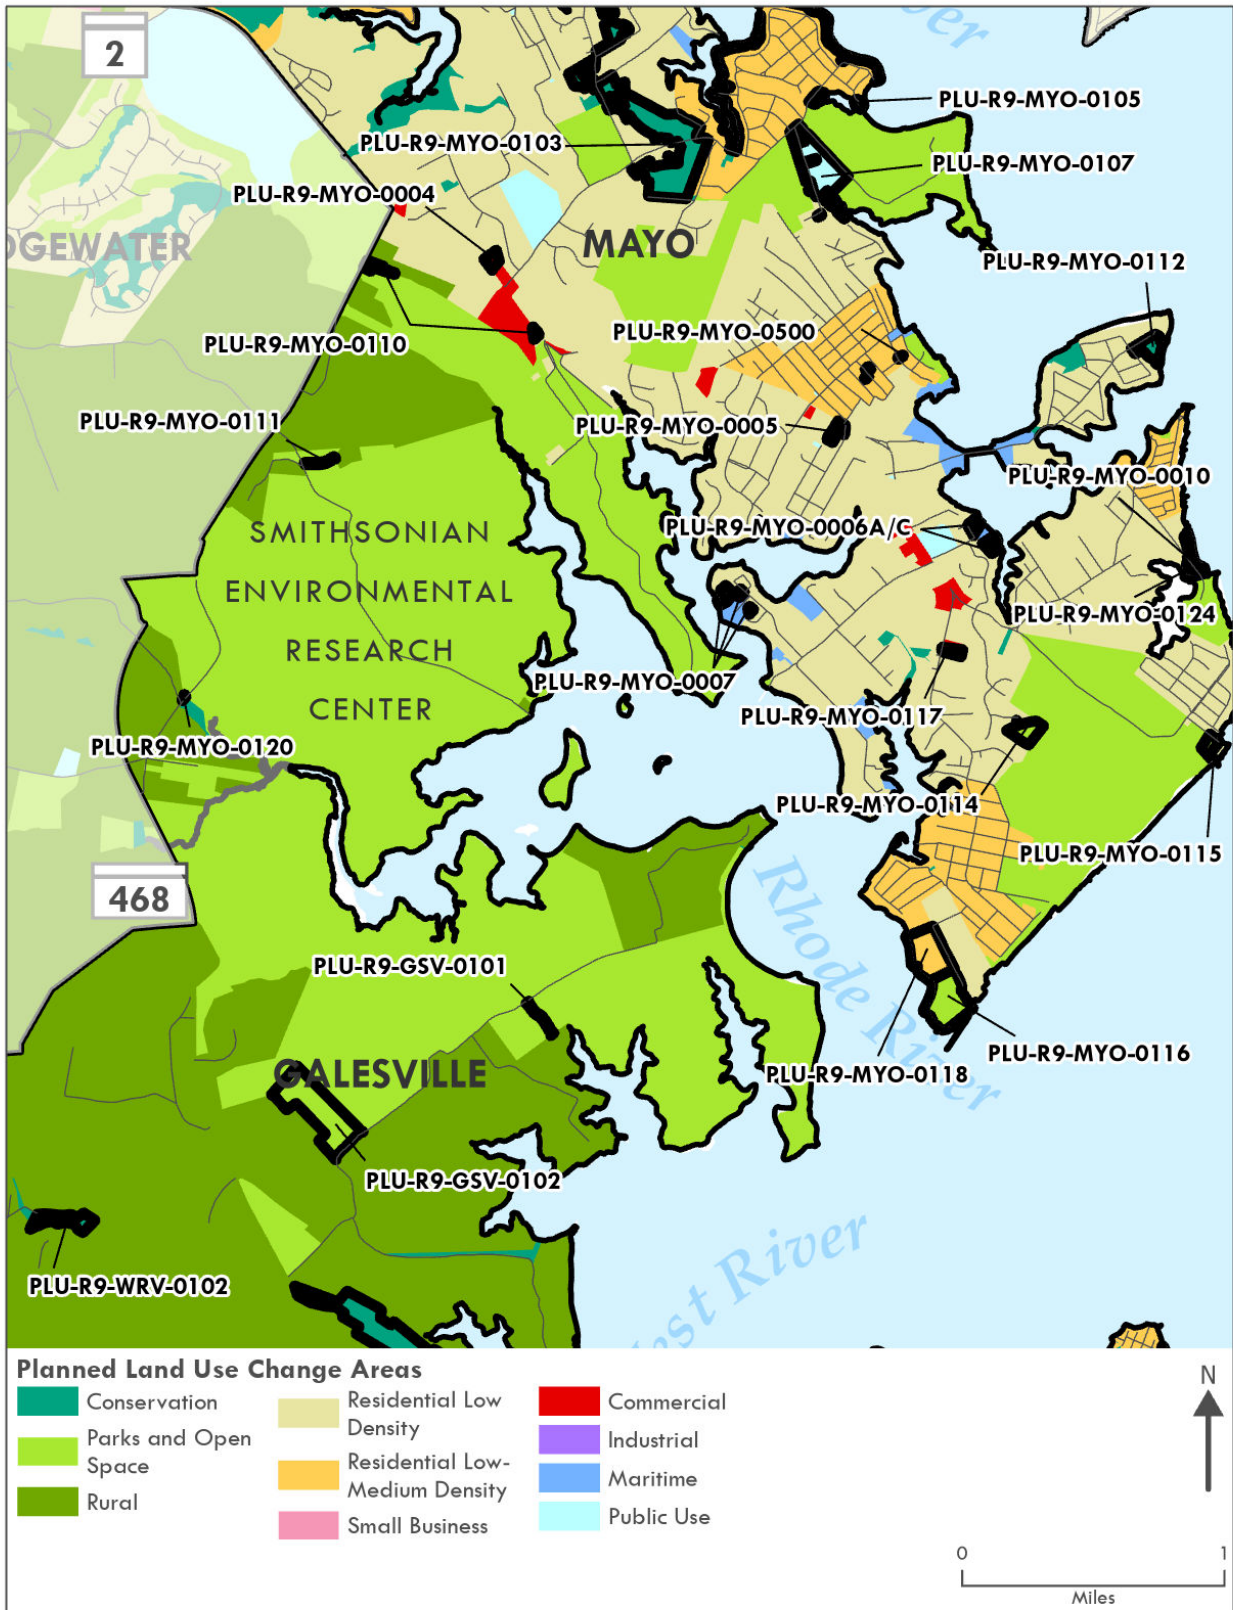 2
PLU-R9-MYO-0105
PLU-R9-MYO-0103
PLU-R9-MYO-0107
PLU-R9-MYO-0004
MAYO
PLU-R9-MYO-0112
PLU-R9-MYO-0500
PLU-R9-MYO-0110
PLU-R9-MYO-0111
PLU-R9-MYO-0005
PLU-R9-MYO-0010
PLU-R9-MYO-0006A/C
SMITHSONIAN
ENVIRONMENTAL
RESEARCH
CENTER
PLU-R9-MYO-0124
PLU-R9-MYO-0007
PLU-R9-MYO-0117
PLU-R9-MYO-0120
PLU-R9-MYO-0114
PLU-R9-MYO-0115
468
Rhode River
PLU-R9-GSV-0101
PLU-R9-MYO-0116
GALESVILLE
PLU-R9-MYO-0118
PLU-R9-GSV-0102
River
PLU-R9-WRV-0102
Planned Land Use Change Areas
Conservation
Parks and Open
Space
Rural
Residential Low
Density
Residential Low-
Medium Density
Small Business
Commercial
Industrial
Maritime
Public Use
N
0 1
Miles